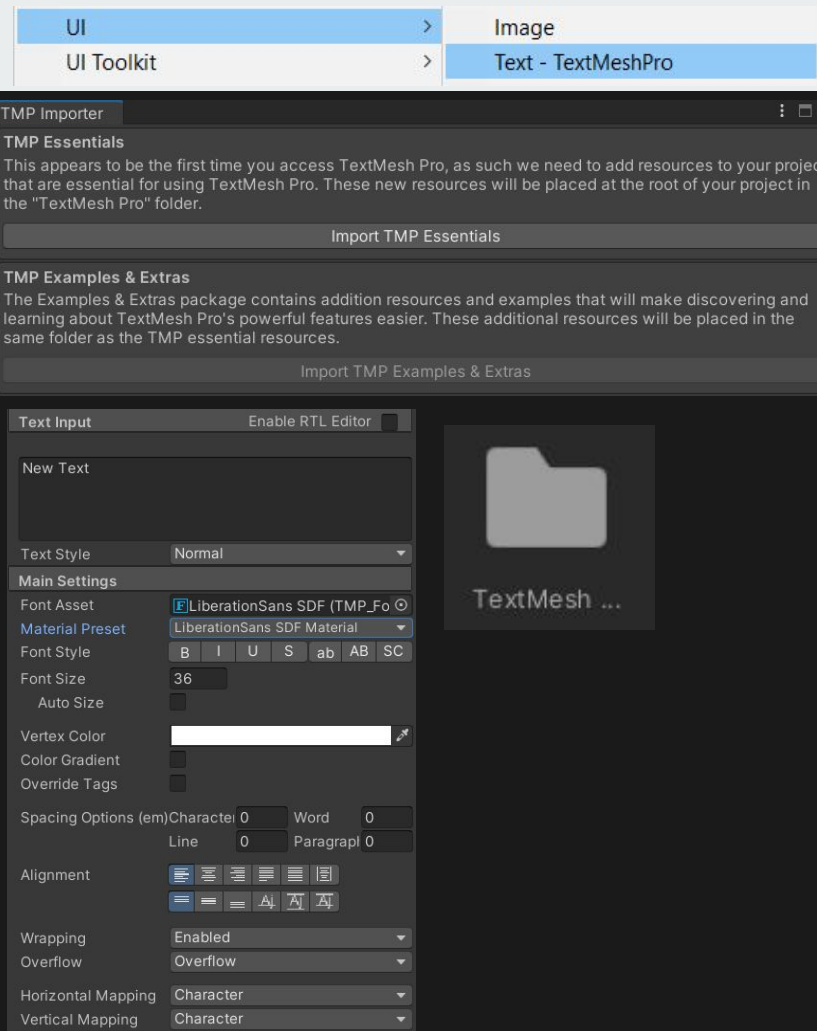 UI
Image
UI Toolkit
Text - TextMeshPro
TMP Importer
TMP Essentials
This appears to be the first time you access TextMesh Pro, as such we need to add resources to your projec
that are essential for using TextMesh Pro. These new resources will be placed at the root of your project in
the "TextMesh Pro" folder.
Import TMP Essentials
TMP Examples & Extras
The Examples & Extras package contains addition resources and examples that will make discovering and
learning about TextMesh Pro's powerful features easier. These additional resources will be placed in the
same folder as the TMP essential resources.
Import TMP Examples & Extras
Text Input Enable RTL Editor
New Text
Text Style Normal
Main Settings
Font Asset F LiberationSans SDF (TMP_Fo
Material Preset LiberationSans SDF Material
Font Style B I U S ab AB SC
Font Size 36
Auto Size
Vertex Color
Color Gradient
Override Tags
Spacing Options (em) Character 0 Word 0
Line 0 Paragrapl 0
Alignment
Wrapping Enabled
Overflow Overflow
Horizontal Mapping Character
Vertical Mapping Character
TextMesh ...